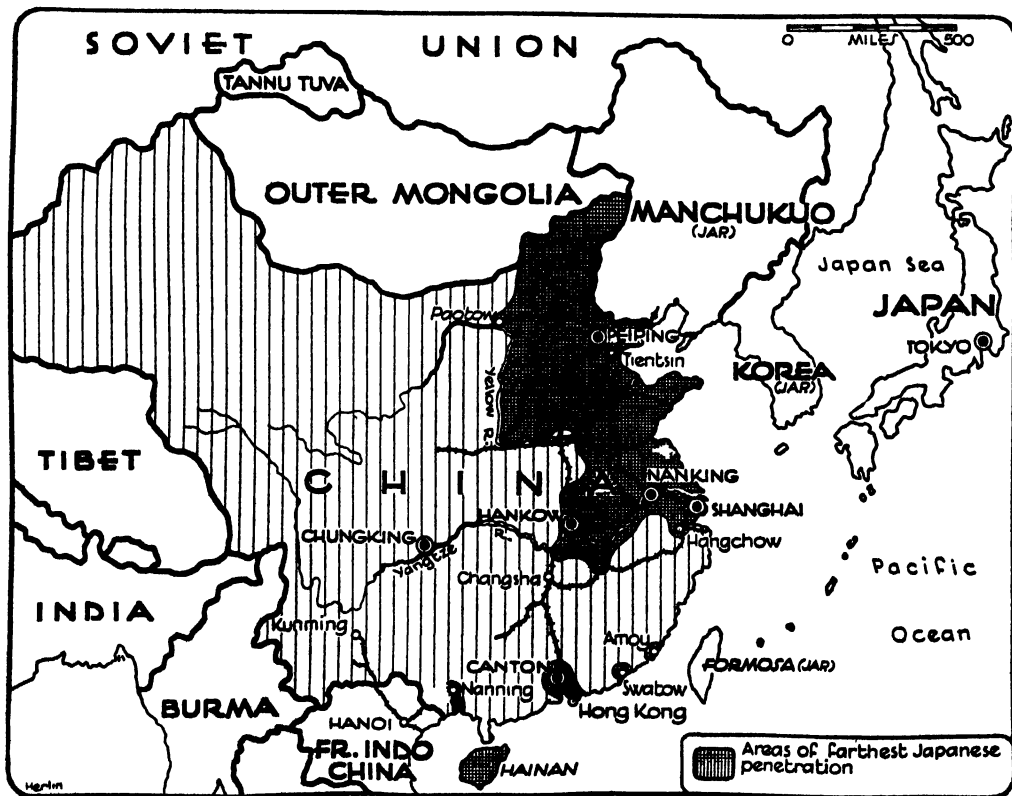 SOVIET UNION
0 MILES 500
TANNU TUVA
OUTER MONGOLIA
MANCHUKUO
(JAP.)
Japan Sea
JAPAN
TOKYO
Paotow
PEIPING
Tientsin
KOREA
(JAP.)
Yellow R.
TIBET
CHINA
NANKING
SHANGHAI
HANKOW
CHUNGKING
R.
Yangtze
Hangchow
Changsha
Pacific
Ocean
INDIA
Kunming
Amoy
FORMOSA (JAP.)
CANTON
Nanning
Swatow
Hong Kong
BURMA
HANOI
FR. INDO
CHINA
HAINAN
Areas of farthest Japanese
penetration
Herlin